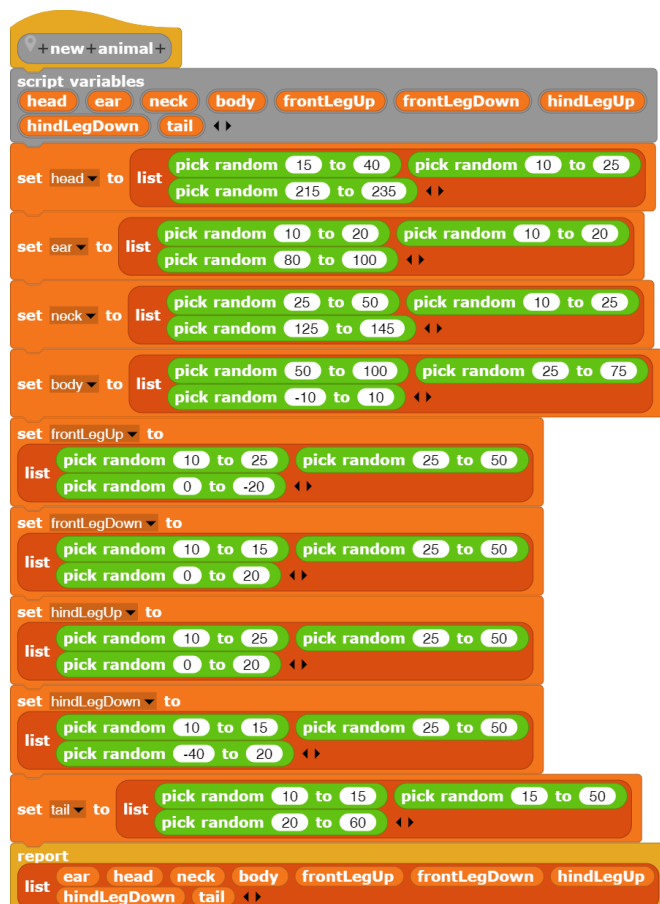 +new+animal+
script variables
head ear neck body frontLegUp frontLegDown hindLegUp
hindLegDown tail
set head to list pick random 15 to 40 pick random 10 to 25
pick random 215 to 235
set ear to list pick random 10 to 20 pick random 10 to 20
pick random 80 to 100
set neck to list pick random 25 to 50 pick random 10 to 25
pick random 125 to 145
set body to list pick random 50 to 100 pick random 25 to 75
pick random -10 to 10
set frontLegUp to
list pick random 10 to 25 pick random 25 to 50
pick random 0 to -20
set frontLegDown to
list pick random 10 to 15 pick random 25 to 50
pick random 0 to 20
set hindLegUp to
list pick random 10 to 25 pick random 25 to 50
pick random 0 to 20
set hindLegDown to
list pick random 10 to 15 pick random 25 to 50
pick random -40 to 20
set tail to list pick random 10 to 15 pick random 15 to 50
pick random 20 to 60
report
list ear head neck body frontLegUp frontLegDown hindLegUp
hindLegDown tail